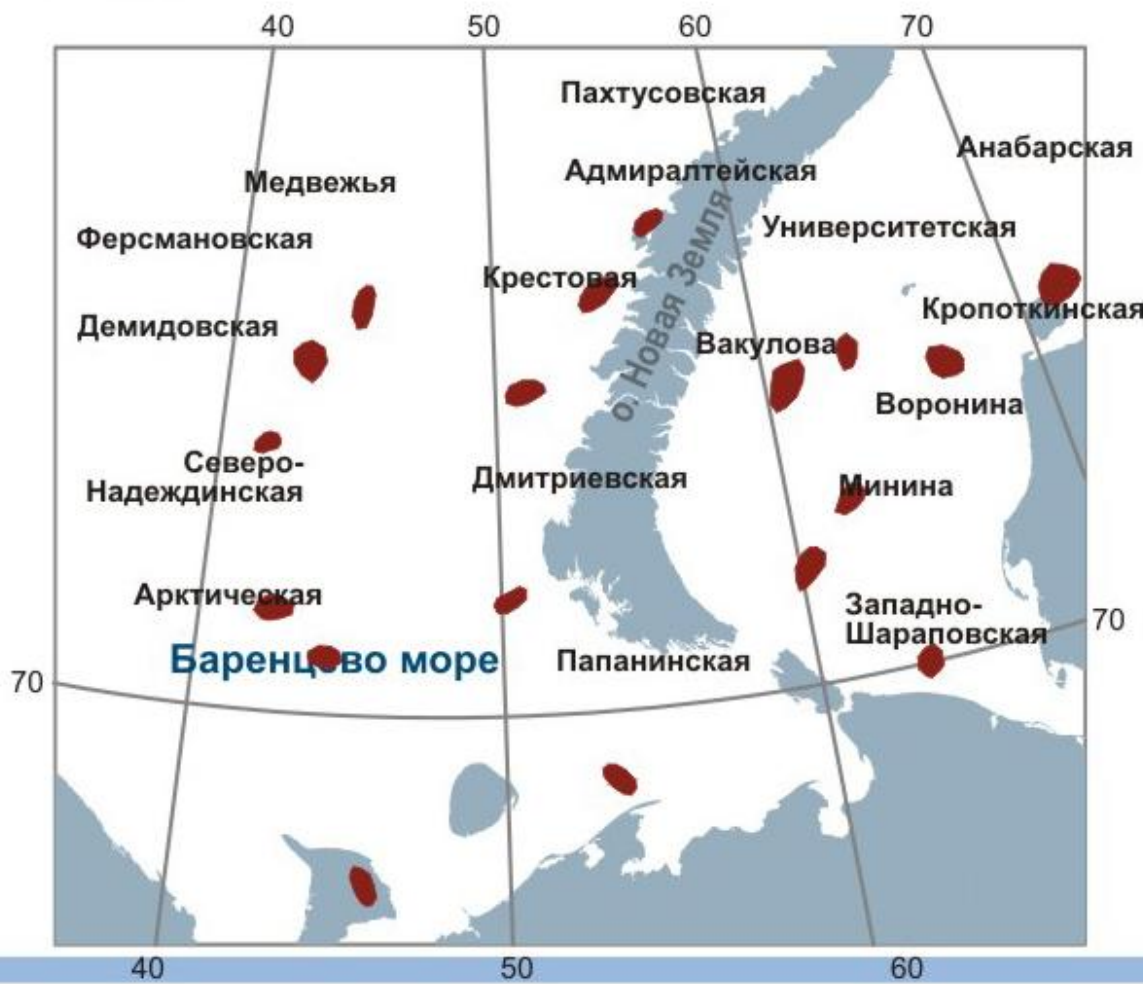 40 50 60 70
Пахтусовская
Анабарская
Адмиралтейская
Медвежья
Университетская
Ферсмановская
Крестовая
Кропоткинская
Демидовская
Вакулова
о. Новая Земля
Воронина
Северо-
Надеждинская
Дмитриевская
Минина
Арктическая
Западно-
Шараповская
70
Баренцево море
Папанинская
70
40 50 60